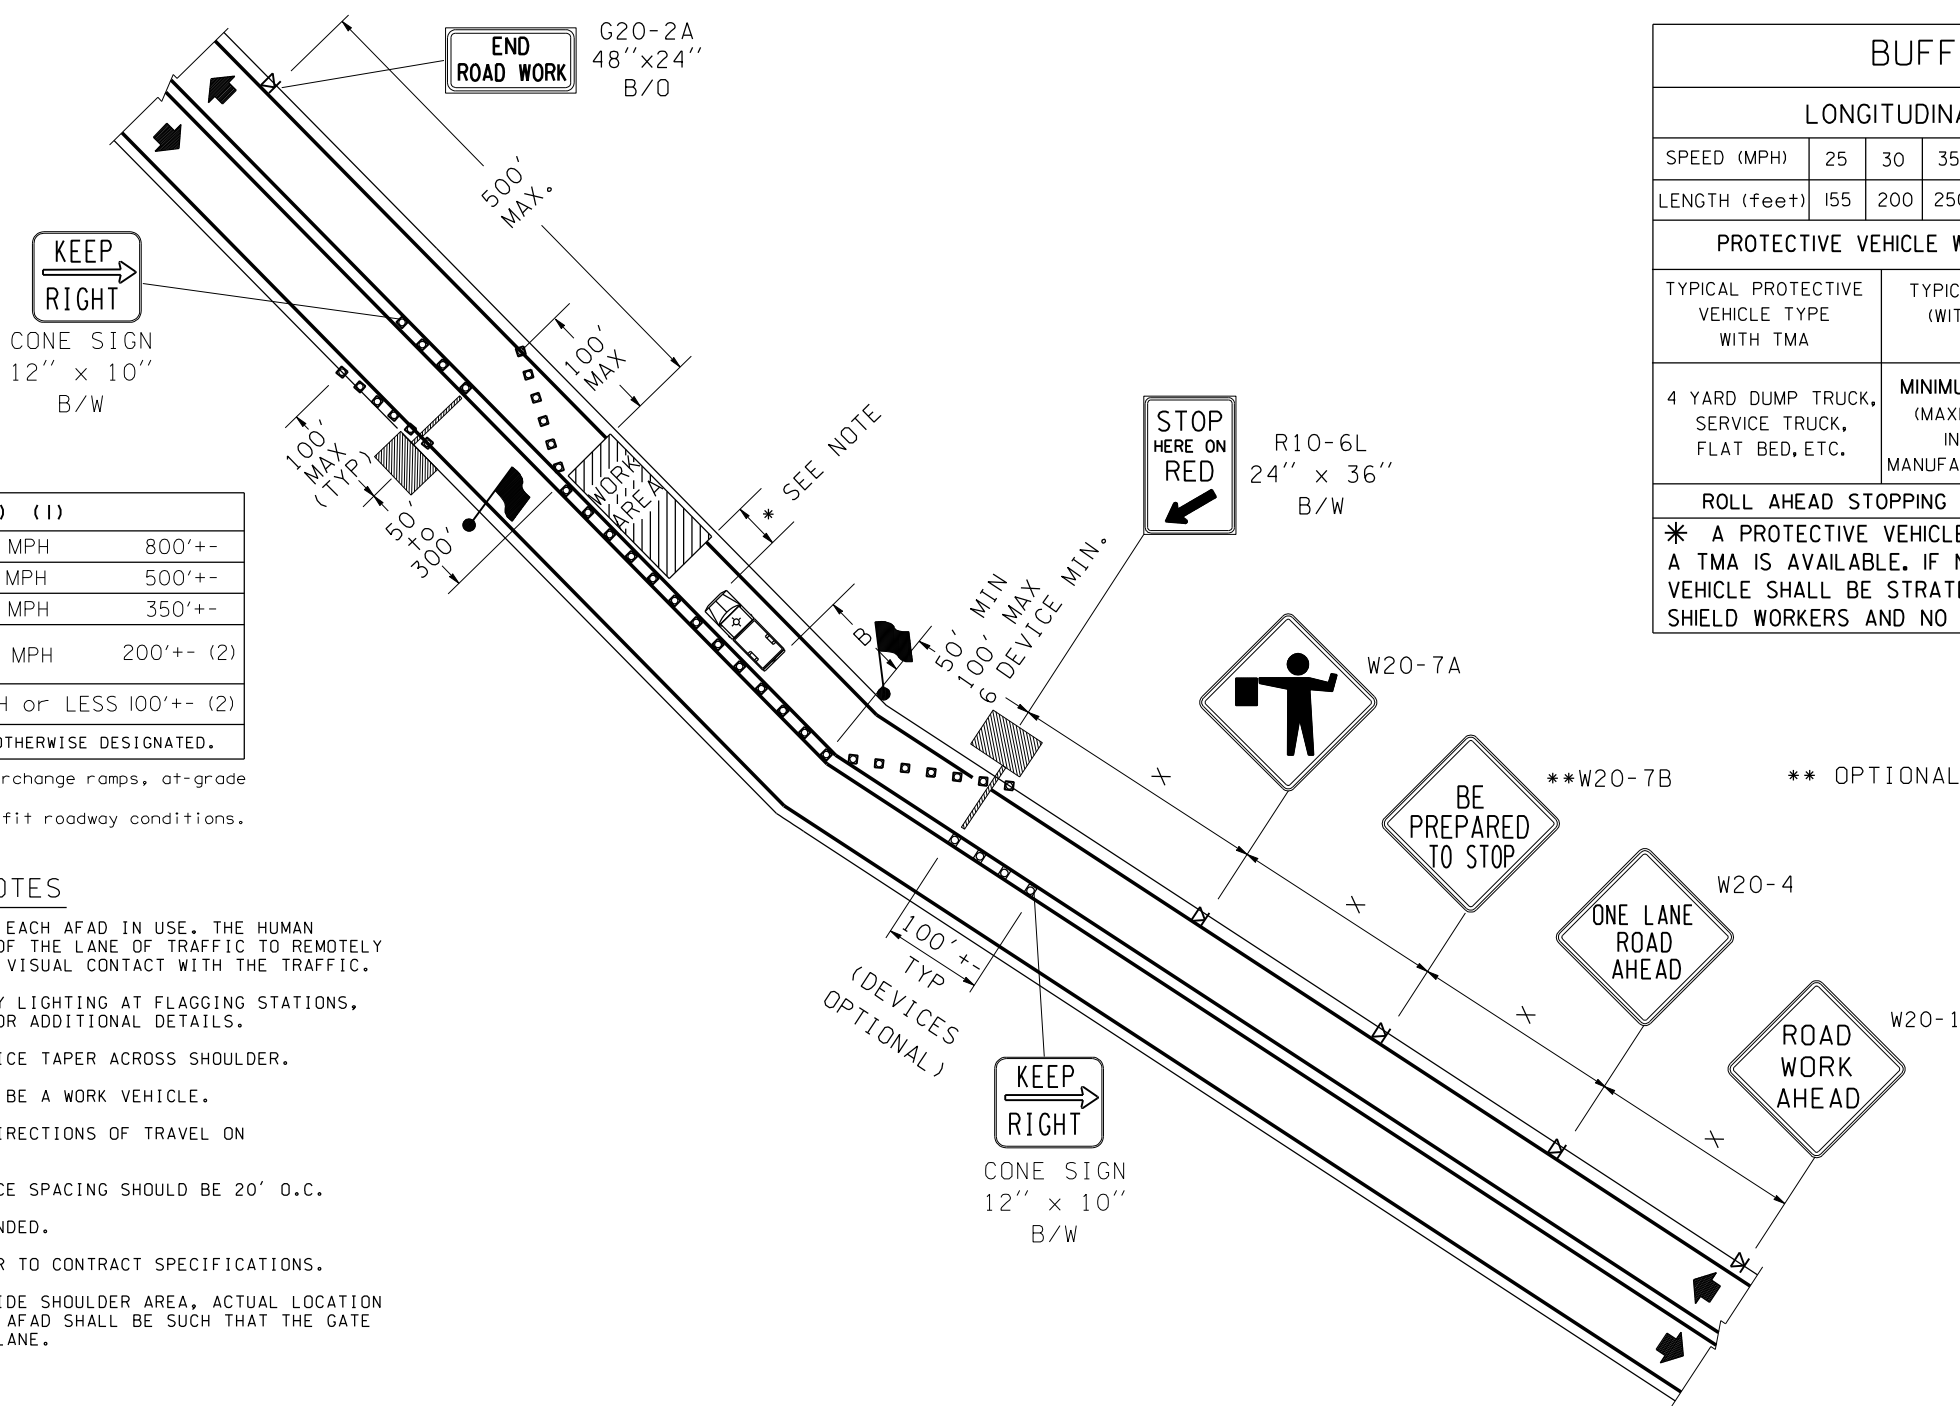 END
ROAD WORK
G20-2A
48"x24"
B/O
500'
MAX.
KEEP
RIGHT
CONE SIGN
12" x 10"
B/W
100'
MAX
(TYP)
50'
to
300'
100'
MAX
WORK
AREA
* SEE NOTE
B
50' MIN
100' MAX
6 DEVICE MIN.
STOP
HERE ON
RED
R10-6L
24" x 36"
B/W
X
X
X
X
W20-7A
BE
PREPARED
TO STOP
**W20-7B
** OPTIONAL
ONE LANE
ROAD
AHEAD
W20-4
ROAD
WORK
AHEAD
W20-1
100'+-
TYP
(DEVICES
OPTIONAL)
KEEP
RIGHT
CONE SIGN
12" x 10"
B/W
BUFF
LONGITUDINA
SPEED (MPH) 25 30 35
LENGTH (feet) 155 200 250
PROTECTIVE VEHICLE W
TYPICAL PROTECTIVE
VEHICLE TYPE
WITH TMA
TYPIC
(WIT
4 YARD DUMP TRUCK,
SERVICE TRUCK,
FLAT BED, ETC.
MINIMU
(MAX
IN
MANUFA
ROLL AHEAD STOPPING
* A PROTECTIVE VEHICLE
A TMA IS AVAILABLE. IF N
VEHICLE SHALL BE STRAT
SHIELD WORKERS AND NO
) (1)
MPH 800'+-
MPH 500'+-
MPH 350'+-
MPH 200'+- (2)
H or LESS 100'+- (2)
OTHERWISE DESIGNATED.
rchange ramps, at-grade
fit roadway conditions.
OTES
EACH AFAD IN USE. THE HUMAN
OF THE LANE OF TRAFFIC TO REMOTELY
VISUAL CONTACT WITH THE TRAFFIC.
Y LIGHTING AT FLAGGING STATIONS,
OR ADDITIONAL DETAILS.
ICE TAPER ACROSS SHOULDER.
BE A WORK VEHICLE.
IRECTIONS OF TRAVEL ON
CE SPACING SHOULD BE 20' O.C.
NDED.
R TO CONTRACT SPECIFICATIONS.
IDE SHOULDER AREA, ACTUAL LOCATION
AFAD SHALL BE SUCH THAT THE GATE
LANE.